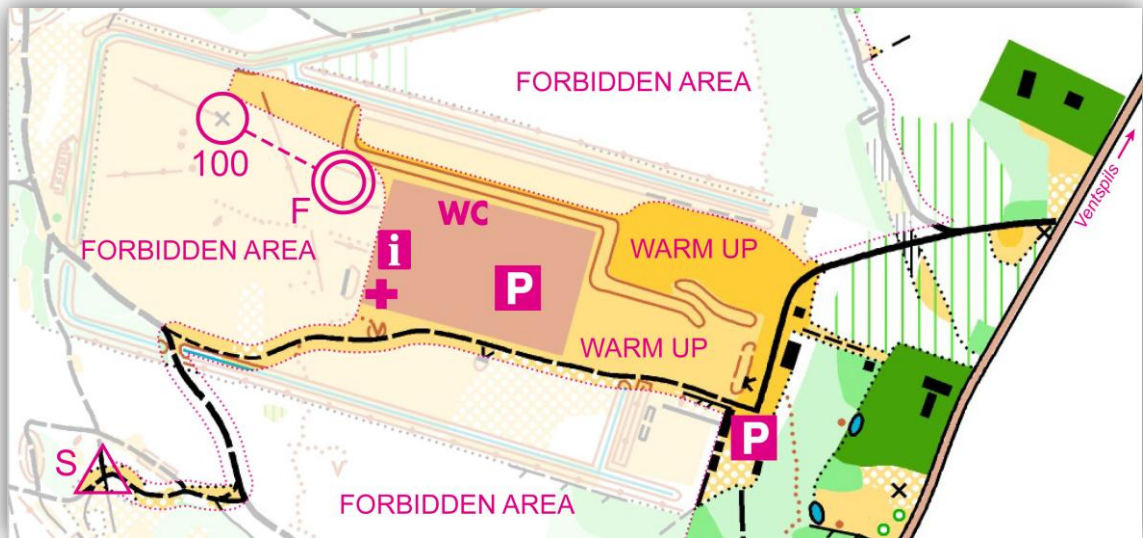 FORBIDDEN AREA
100
F
WC
Ventspils
FORBIDDEN AREA
i
WARM UP
P
WARM UP
P
S
FORBIDDEN AREA